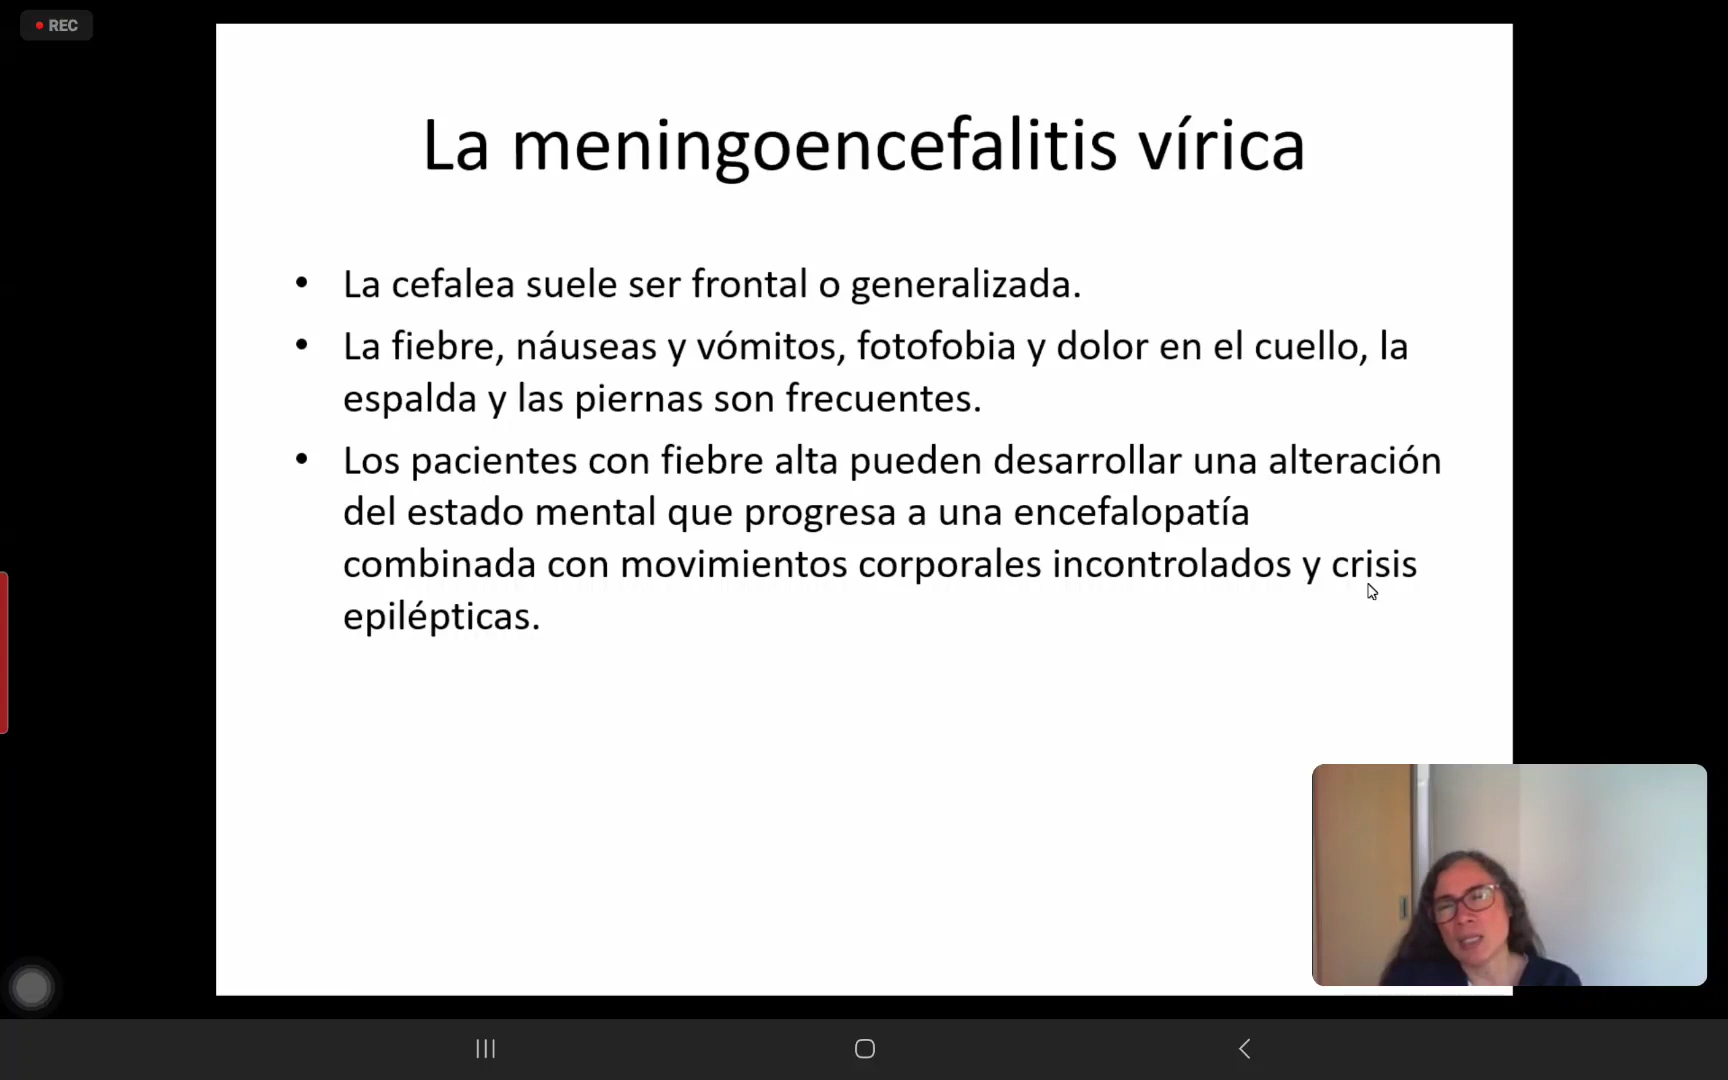 REC
La meningoencefalitis vírica
• La cefalea suele ser frontal o generalizada.
• La fiebre, náuseas y vómitos, fotofobia y dolor en el cuello, la
espalda y las piernas son frecuentes.
• Los pacientes con fiebre alta pueden desarrollar una alteración
del estado mental que progresa a una encefalopatía
combinada con movimientos corporales incontrolados y crisis
epilépticas.